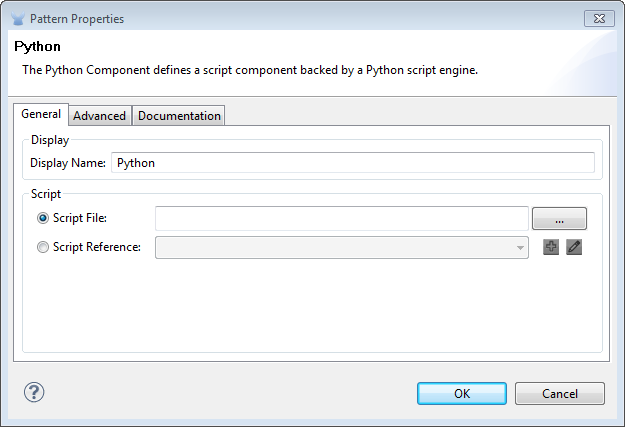 Pattern Properties
Python
The Python Component defines a script component backed by a Python script engine.
General Advanced Documentation
Display
Display Name: Python
Script
Script File: ...
Script Reference:
? OK Cancel